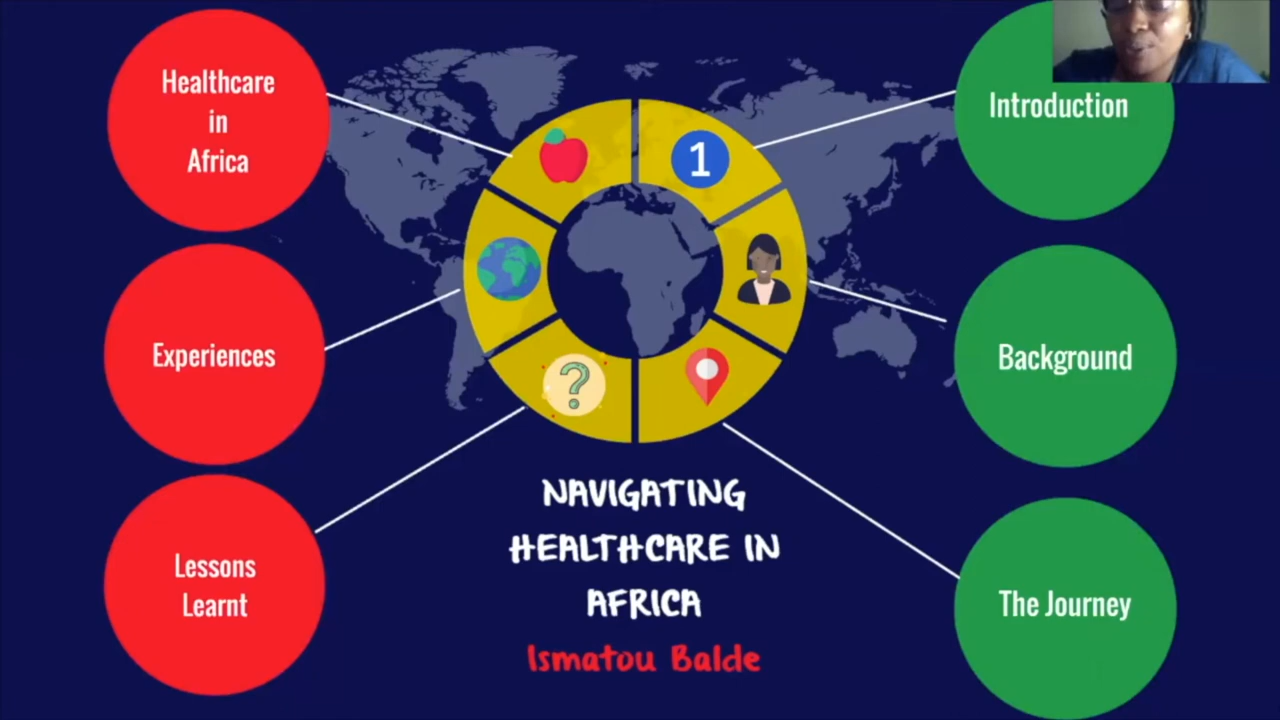 Healthcare
in
Africa
Experiences
Lessons
Learnt
1
?
NAVIGATING
HEALTHCARE IN
AFRICA
Ismatou Balde
Introduction
Background
The Journey